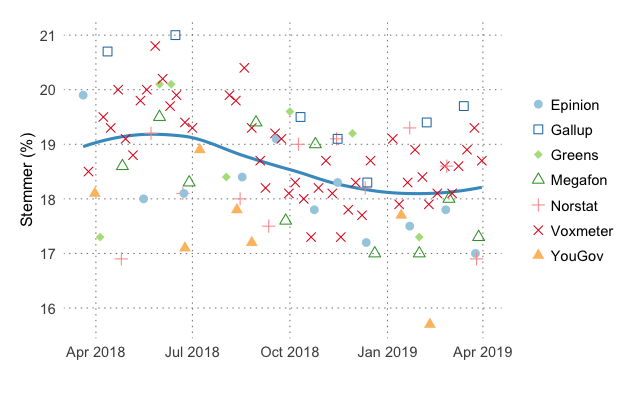 21
20
19
18
17
16
Stemmer (%)
Apr 2018
Jul 2018
Oct 2018
Jan 2019
Apr 2019
Epinion
Gallup
Greens
Megafon
Norstat
Voxmeter
YouGov